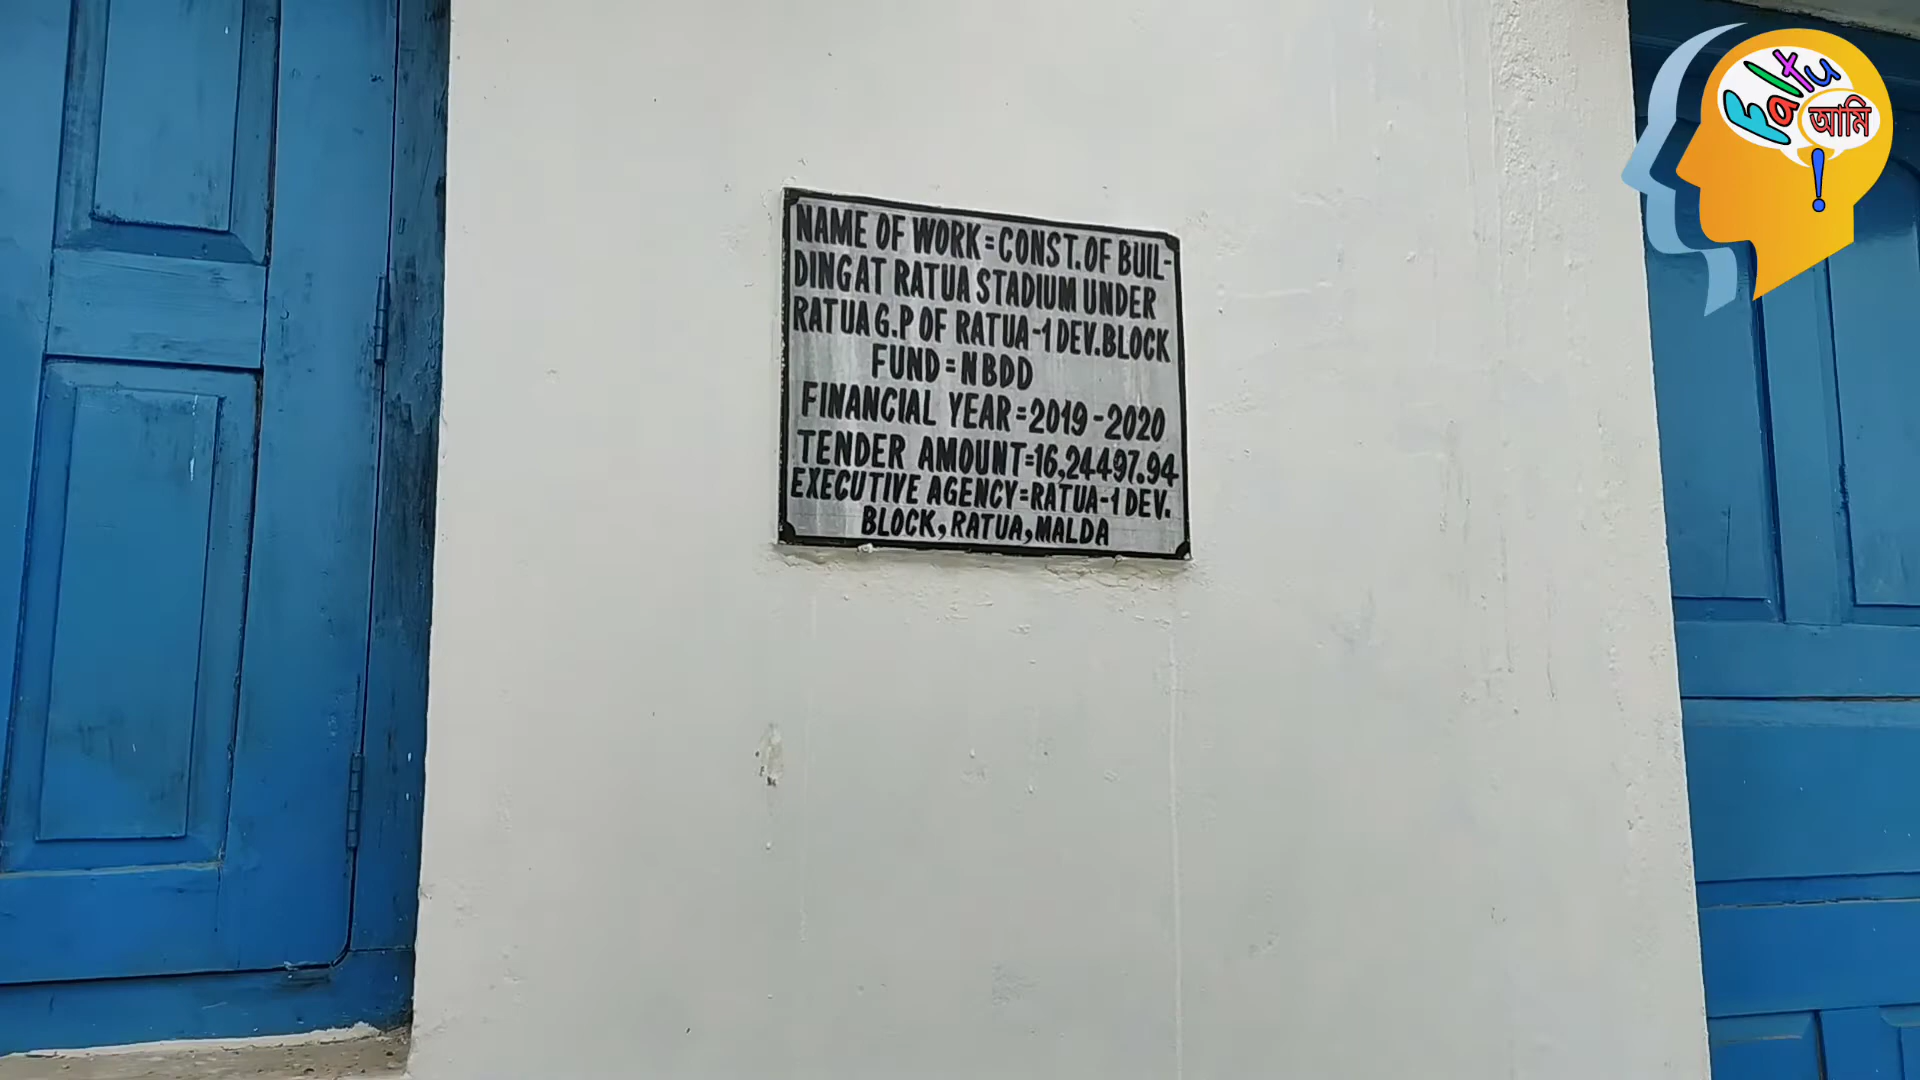 NAME OF WORK=CONST.OF BUIL-
DINGAT RATUA STADIUM UNDER
RATUA G.P OF RATUA-1 DEV.BLOCK
FUND=NBDD
FINANCIAL YEAR=2019-2020
TENDER AMOUNT=16,24497.94
EXECUTIVE AGENCY=RATUA-1 DEV.
BLOCK, RATUA, MALDA
Faltu
আমি
!